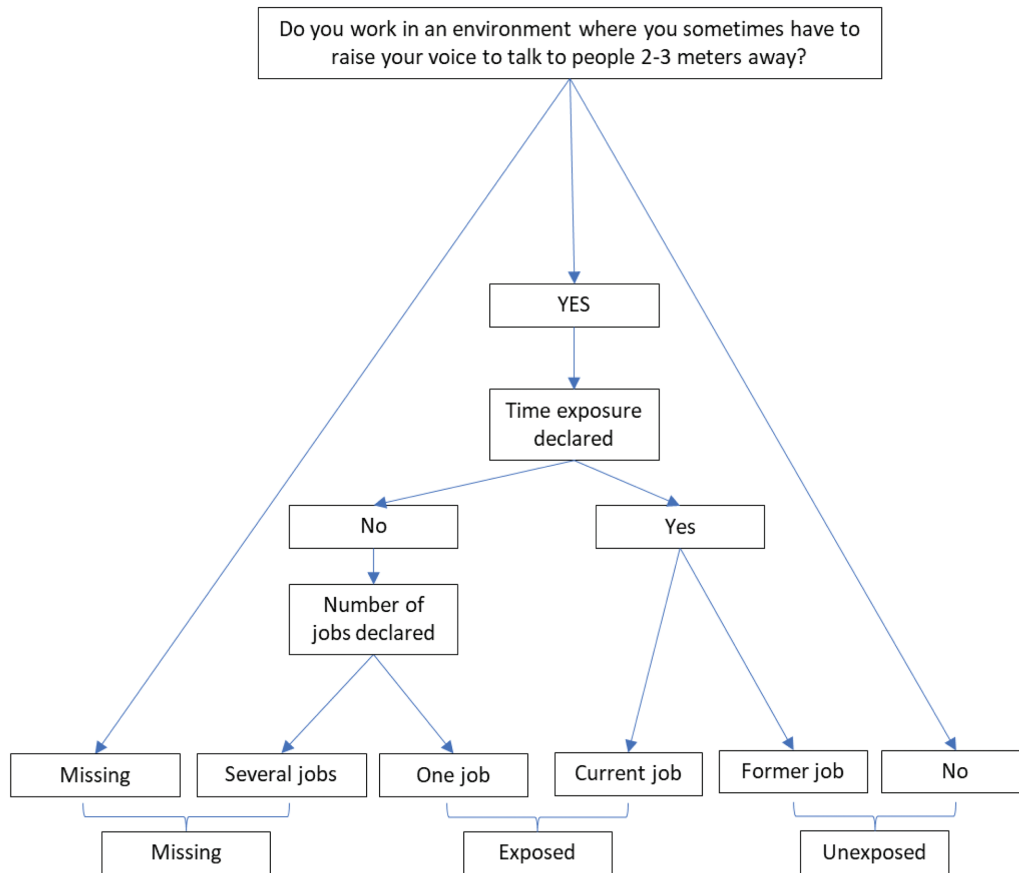 Do you work in an environment where you sometimes have to
raise your voice to talk to people 2-3 meters away?
YES
Time exposure
declared
No
Yes
Number of
jobs declared
Missing
Several jobs
One job
Current job
Former job
No
Missing
Exposed
Unexposed